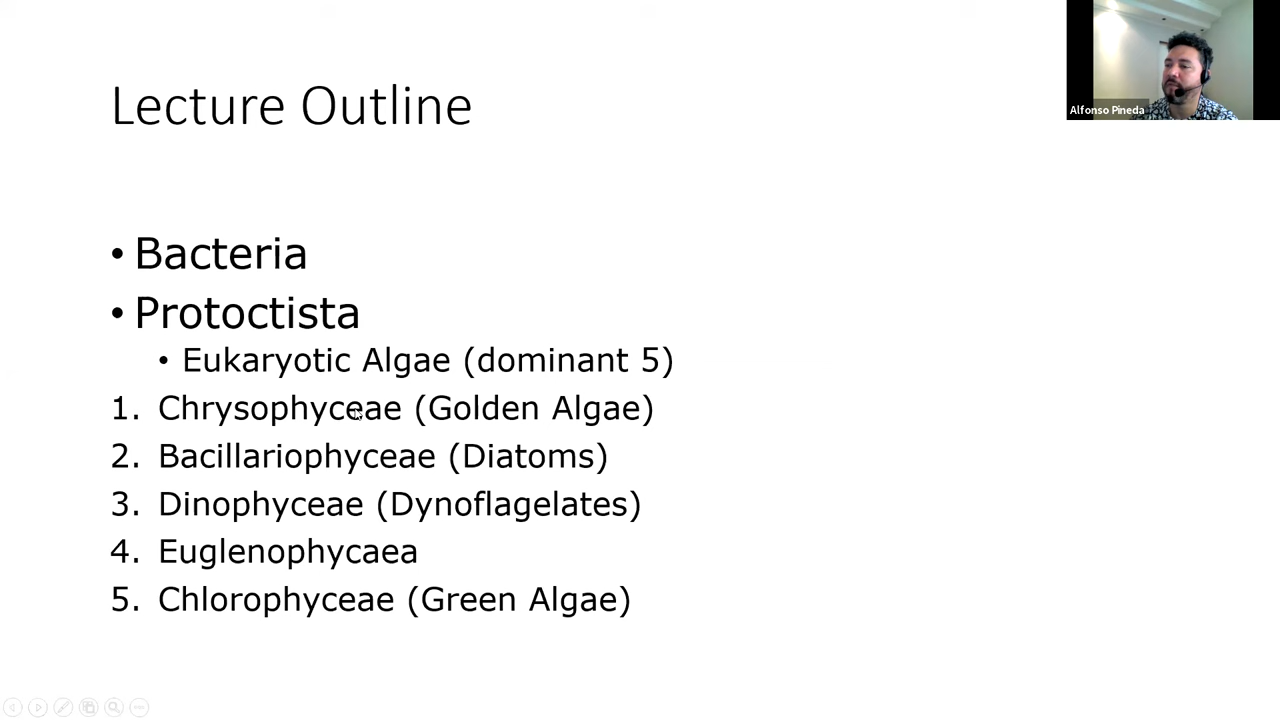 Lecture Outline
Alfonso Pineda
• Bacteria
• Protoctista
• Eukaryotic Algae (dominant 5)
1. Chrysophyceae (Golden Algae)
2. Bacillariophyceae (Diatoms)
3. Dinophyceae (Dynoflagelates)
4. Euglenophycaea
5. Chlorophyceae (Green Algae)